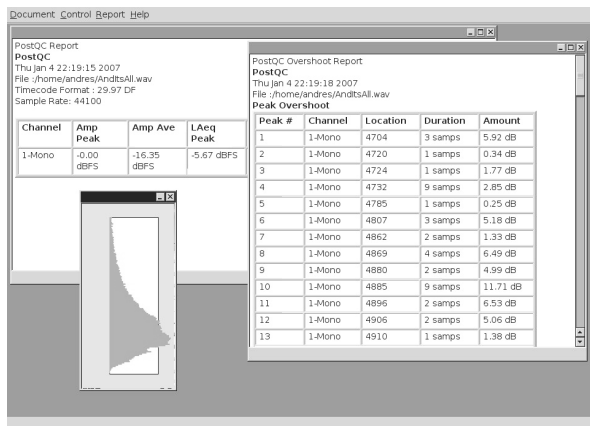 Document Control Report Help
PostQC Report
PostQC
Thu Jan 4 22:19:15 2007
File :/home/andres/AnditsAll.wav
Timecode Format : 29.97 DF
Sample Rate: 44100
Channel Amp Peak Amp Ave LAeq Peak
1-Mono -0.00 dBFS -16.35 dBFS -5.67 dBFS
PostQC Overshoot Report
PostQC
Thu Jan 4 22:19:18 2007
File :/home/andres/AnditsAll.wav
Peak Overshoot
Peak # Channel Location Duration Amount
1 1-Mono 4704 3 samps 5.92 dB
2 1-Mono 4720 1 samps 0.34 dB
3 1-Mono 4724 1 samps 1.77 dB
4 1-Mono 4732 9 samps 2.85 dB
5 1-Mono 4785 1 samps 0.25 dB
6 1-Mono 4807 3 samps 5.18 dB
7 1-Mono 4862 2 samps 1.33 dB
8 1-Mono 4869 4 samps 6.49 dB
9 1-Mono 4880 2 samps 4.99 dB
10 1-Mono 4885 9 samps 11.71 dB
11 1-Mono 4896 2 samps 6.53 dB
12 1-Mono 4906 2 samps 5.06 dB
13 1-Mono 4910 1 samps 1.38 dB